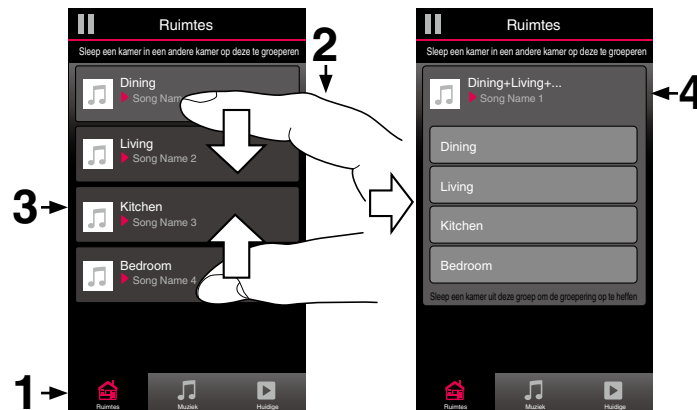 Ruimtes
Sleep een kamer in een andere kamer op deze te groeperen
2
Dining
Song Nam
Living
Song Name 2
3
Kitchen
Song Name 3
Bedroom
Song Name 4
1
Ruimtes
Muziek
Huidige
Ruimtes
Sleep een kamer in een andere kamer op deze te groeperen
Dining+Living+...
Song Name 1
4
Dining
Living
Kitchen
Bedroom
Sleep een kamer uit deze groep om de groepering op te heffen
Ruimtes
Muziek
Huidige